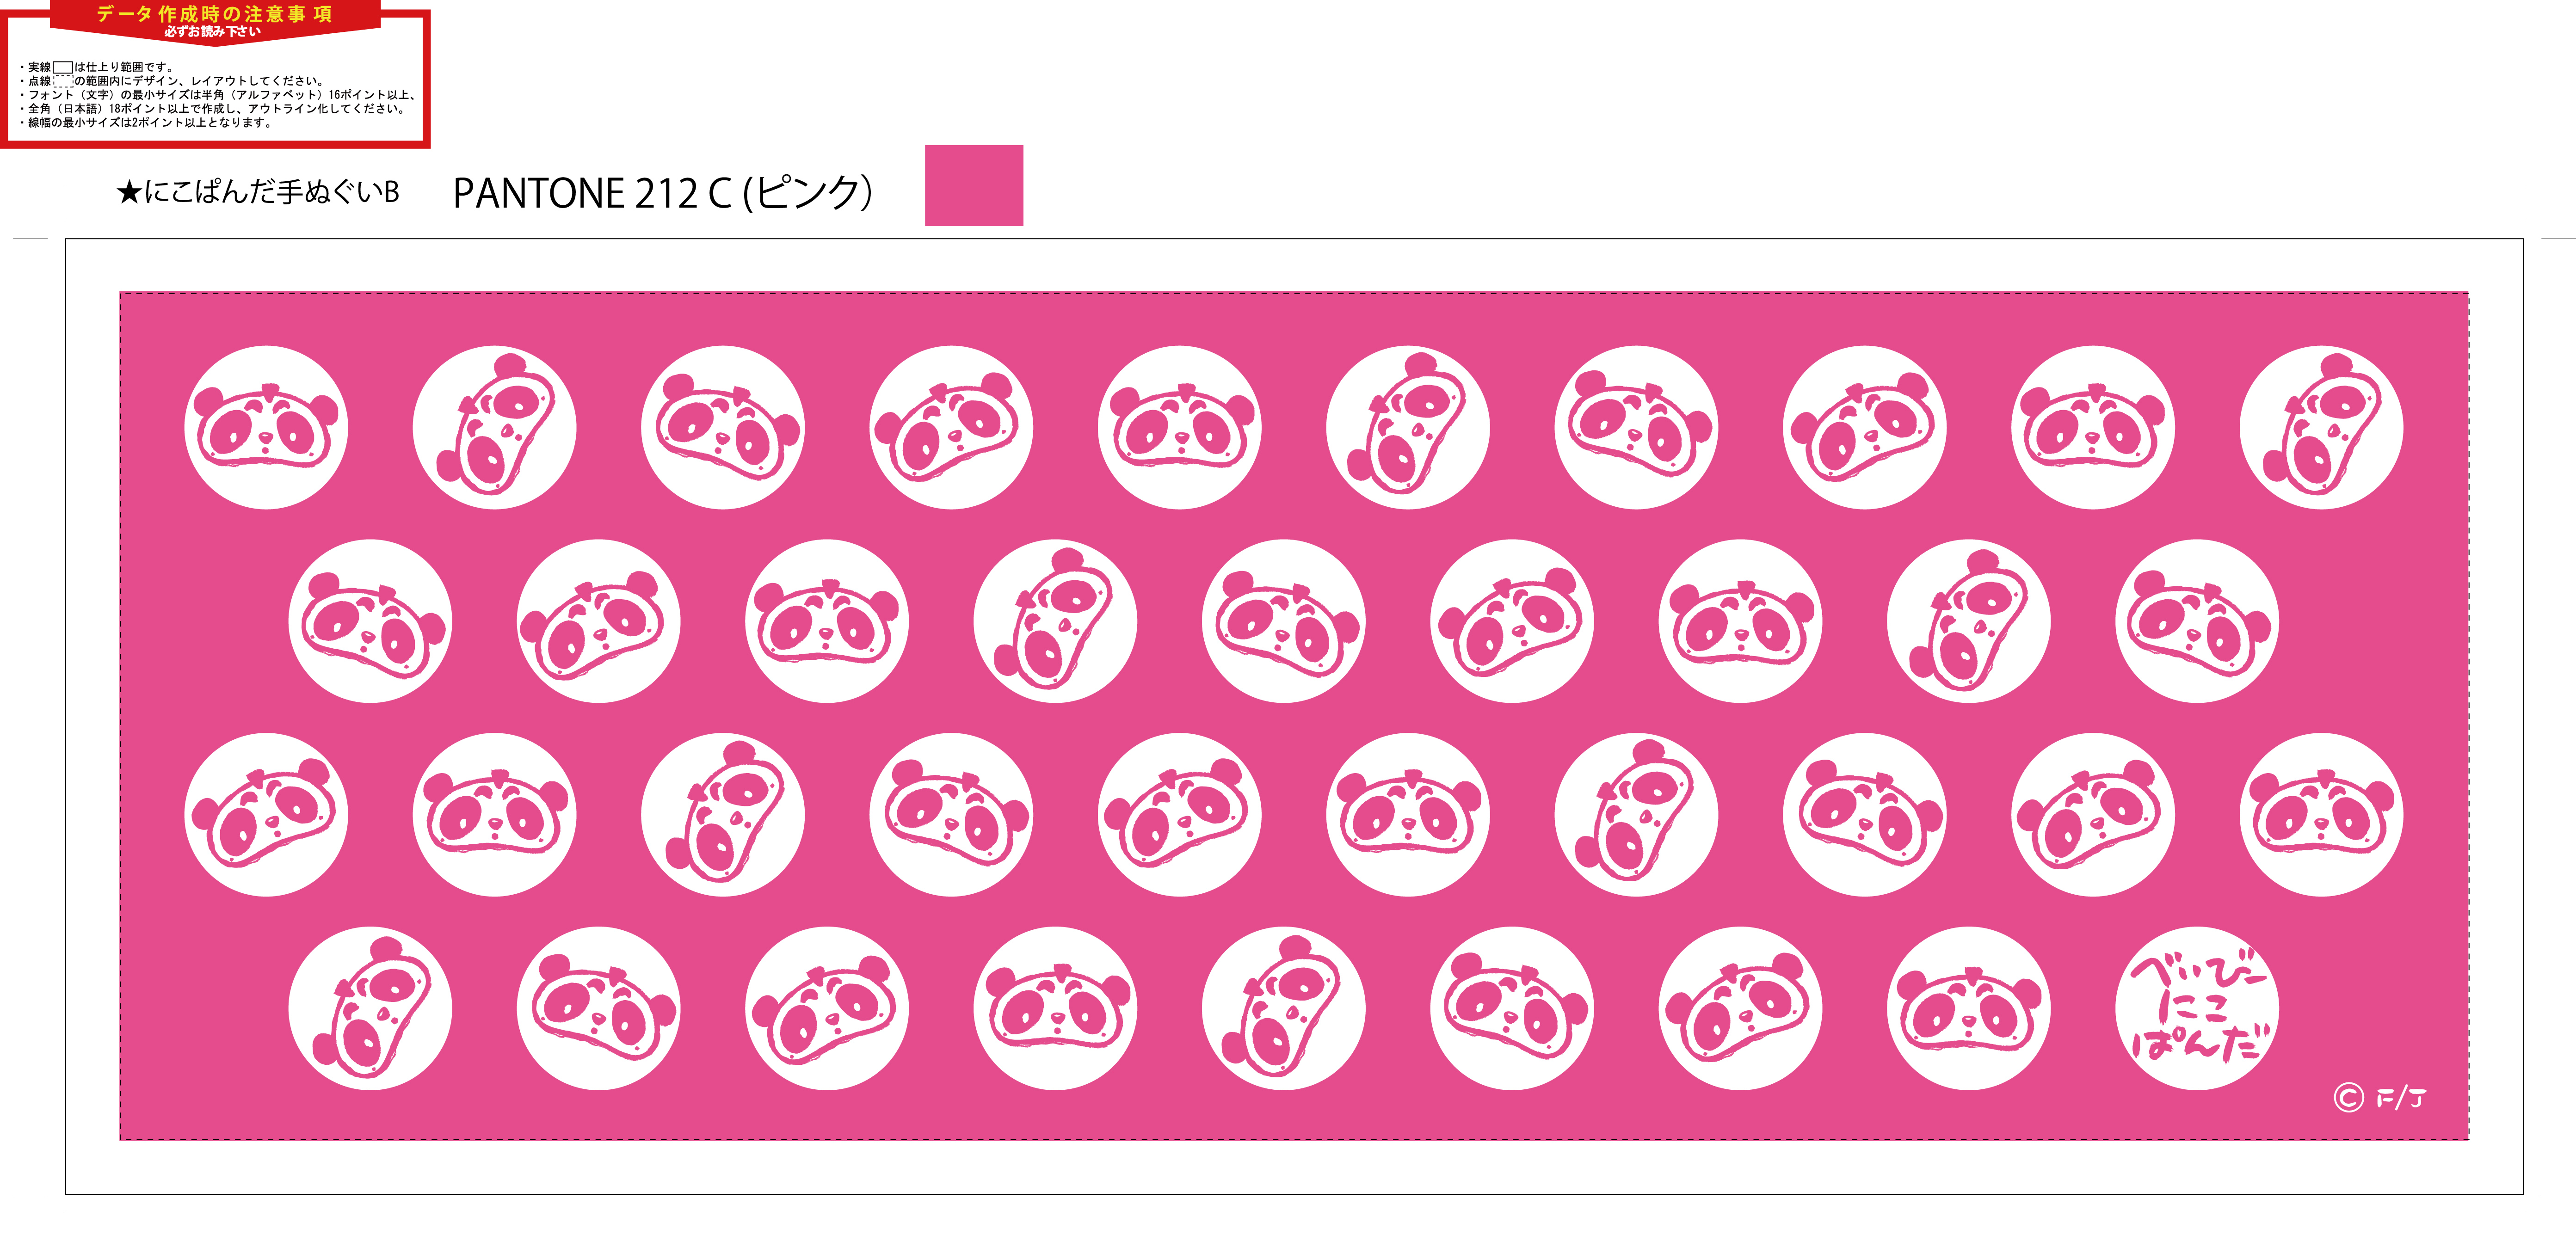 データ作成時の注意事項
必ずお読み下さい
・実線　は仕上り範囲です。
・点線　の範囲内にデザイン、レイアウトしてください。
・フォント（文字）の最小サイズは半角（アルファベット）16ポイント以上、
・全角（日本語）18ポイント以上で作成し、アウトライン化してください。
・線幅の最小サイズは2ポイント以上となります。
★にこぱんだ手ぬぐいB　PANTONE 212 C (ピンク）
べいびー
にこ
ぱんだ
© F/J